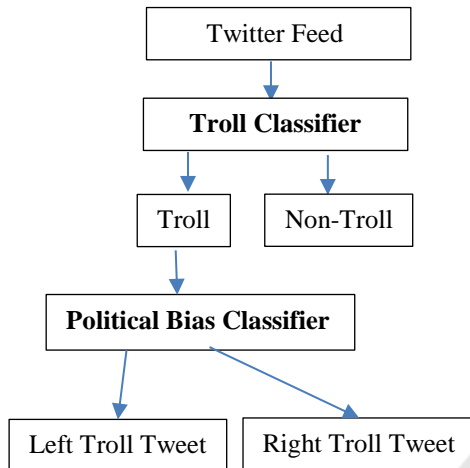 Twitter Feed
Troll Classifier
Troll
Non-Troll
Political Bias Classifier
Left Troll Tweet
Right Troll Tweet